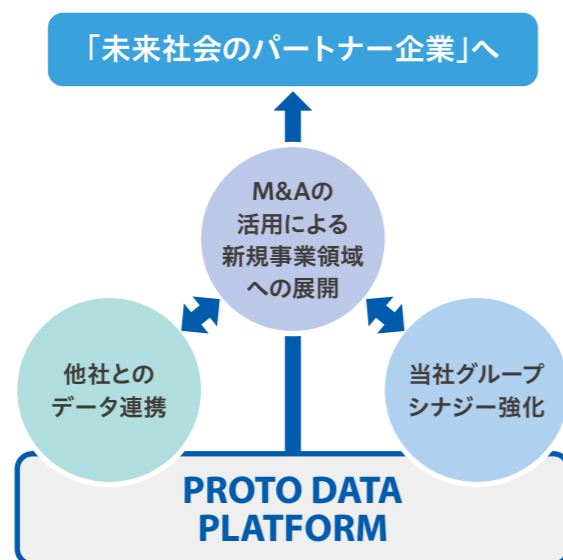 「未来社会のパートナー企業」へ
M&Aの
活用による
新規事業領域
への展開
他社との
データ連携
当社グループ
シナジー強化
PROTO DATA
PLATFORM